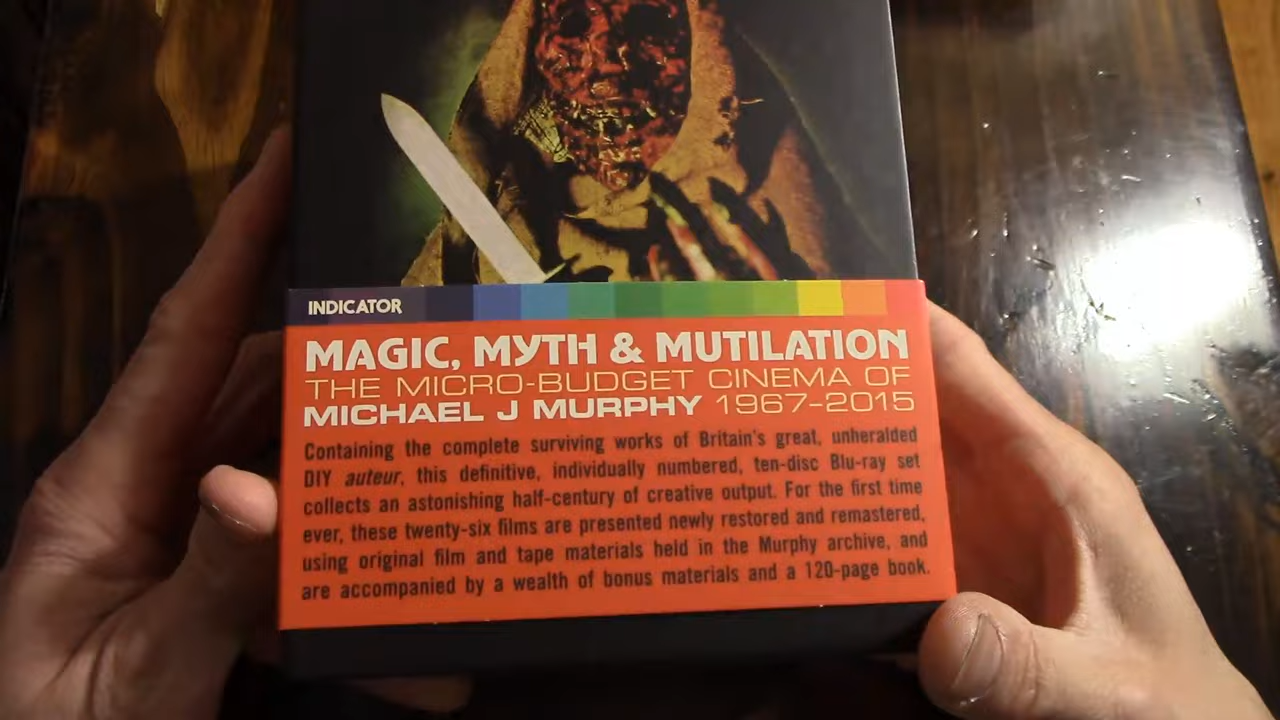 INDICATOR
MAGIC, MYTH & MUTILATION
THE MICRO-BUDGET CINEMA OF
MICHAEL J MURPHY 1967–2015
Containing the complete surviving works of Britain's great, unheralded
DIY auteur, this definitive, individually numbered, ten-disc Blu-ray set
collects an astonishing half-century of creative output. For the first time
ever, these twenty-six films are presented newly restored and remastered,
using original film and tape materials held in the Murphy archive, and
are accompanied by a wealth of bonus materials and a 120-page book.